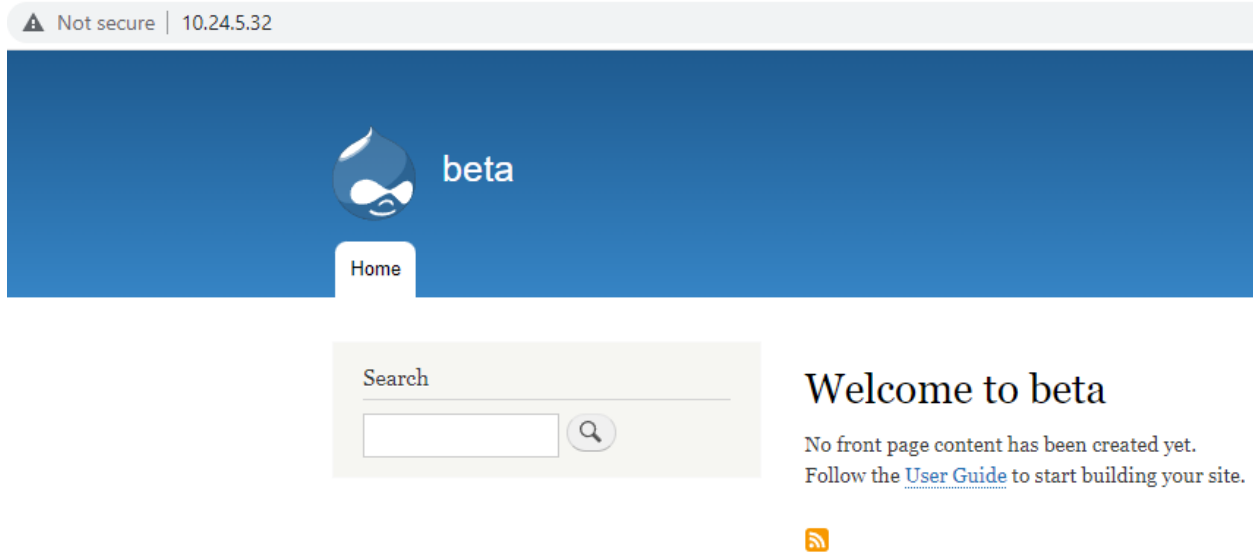 Not secure | 10.24.5.32
beta
Home
Search
Welcome to beta
No front page content has been created yet.
Follow the User Guide to start building your site.